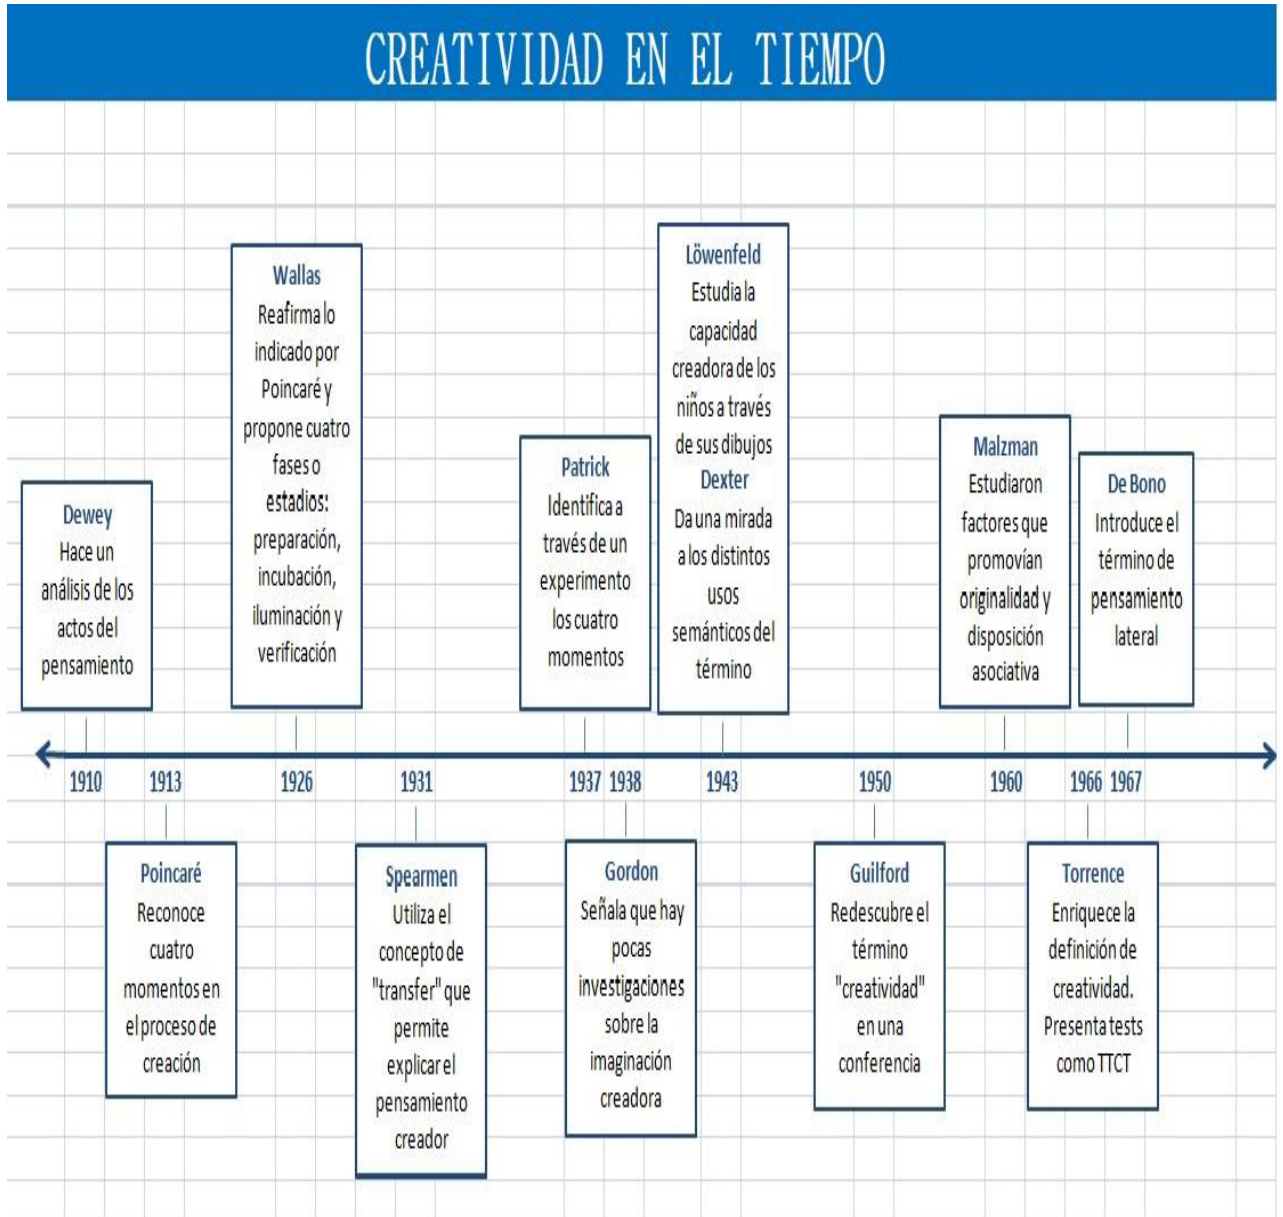 CREATIVIDAD EN EL TIEMPO
Dewey
Hace un
análisis de los
actos del
pensamiento
Wallas
Reafirma lo
indicado por
Poincaré y
propone cuatro
fases o
estadios:
preparación,
incubación,
iluminación y
verificación
Patrick
Identifica a
través de un
experimento
los cuatro
momentos
Löwenfeld
Estudia la
capacidad
creadora de los
niños a través
de sus dibujos
Dexter
Da una mirada
a los distintos
usos
semánticos del
término
Malzman
Estudiaron
factores que
promovían
originalidad y
disposición
asociativa
De Bono
Introduce el
término de
pensamiento
lateral
1910 1913 1926 1931 1937 1938 1943 1950 1960 1966 1967
Poincaré
Reconoce
cuatro
momentos en
el proceso de
creación
Spearmen
Utiliza el
concepto de
"transfer" que
permite
explicar el
pensamiento
creador
Gordon
Señala que hay
pocas
investigaciones
sobre la
imaginación
creadora
Guilford
Redescubre el
término
"creatividad"
en una
conferencia
Torrence
Enriquece la
definición de
creatividad.
Presenta tests
como TTCT